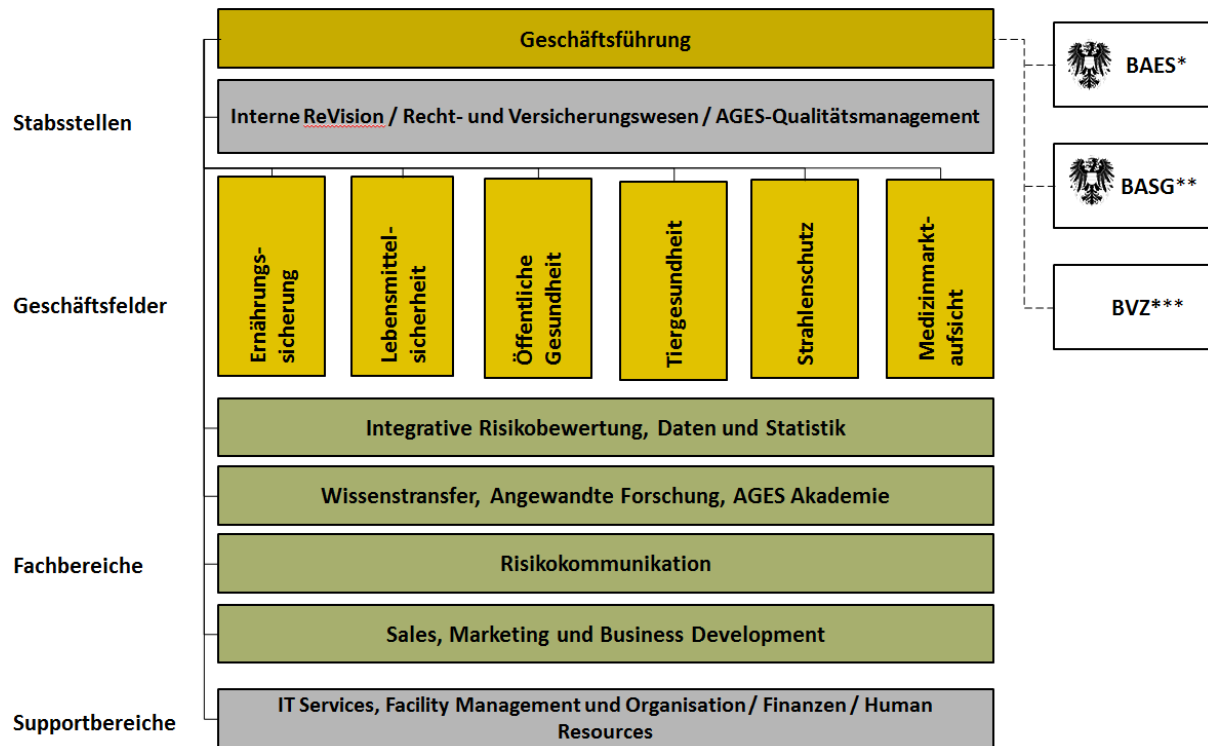 Geschäftsführung
BAES*
Stabsstellen
Interne ReVision / Recht- und Versicherungswesen / AGES-Qualitätsmanagement
BASG**
Geschäftsfelder
Ernährungs-
sicherung
Lebensmittel-
sicherheit
Öffentliche
Gesundheit
Tiergesundheit
Strahlenschutz
Medizinmarkt-
aufsicht
BVZ***
Integrative Risikobewertung, Daten und Statistik
Wissenstransfer, Angewandte Forschung, AGES Akademie
Fachbereiche
Risikokommunikation
Sales, Marketing und Business Development
Supportbereiche
IT Services, Facility Management und Organisation / Finanzen / Human
Resources